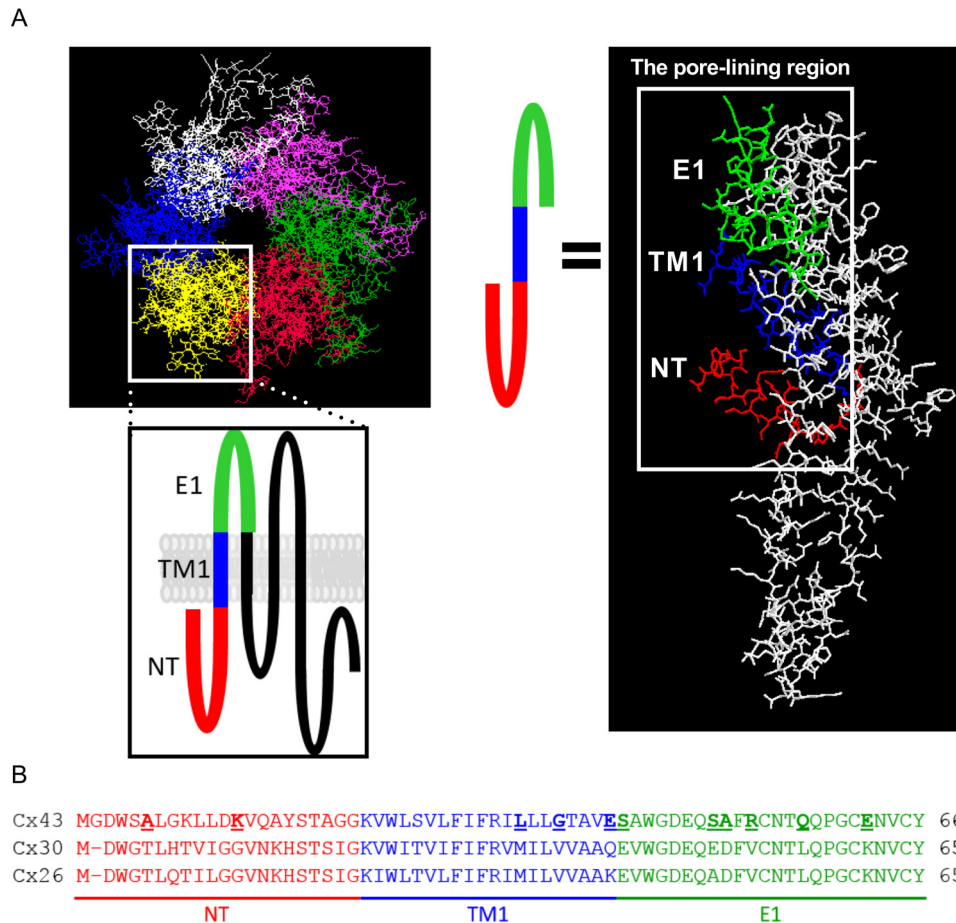 A
The pore-lining region
E1
TM1
NT
E1
TM1
NT
B
Cx43 MGDWSALGKLLDKVQAYSTAGGKVWLSVLFIFRILLLGTAVESAWGDEQSAFRCNTQQPGCENVCY 66
Cx30 M-DWGTLHTVIGGVNKHSTSIGKVWITVIFIFRVMILVVAAQEVWGDEQEDFVCNTLQPGCKNVCY 65
Cx26 M-DWGTLQTILGGVNKHSTSIGKIWLTVLFIFRIMILVVAAKEVWGDEQADFVCNTLQPGCKNVCY 65
NT TM1 E1